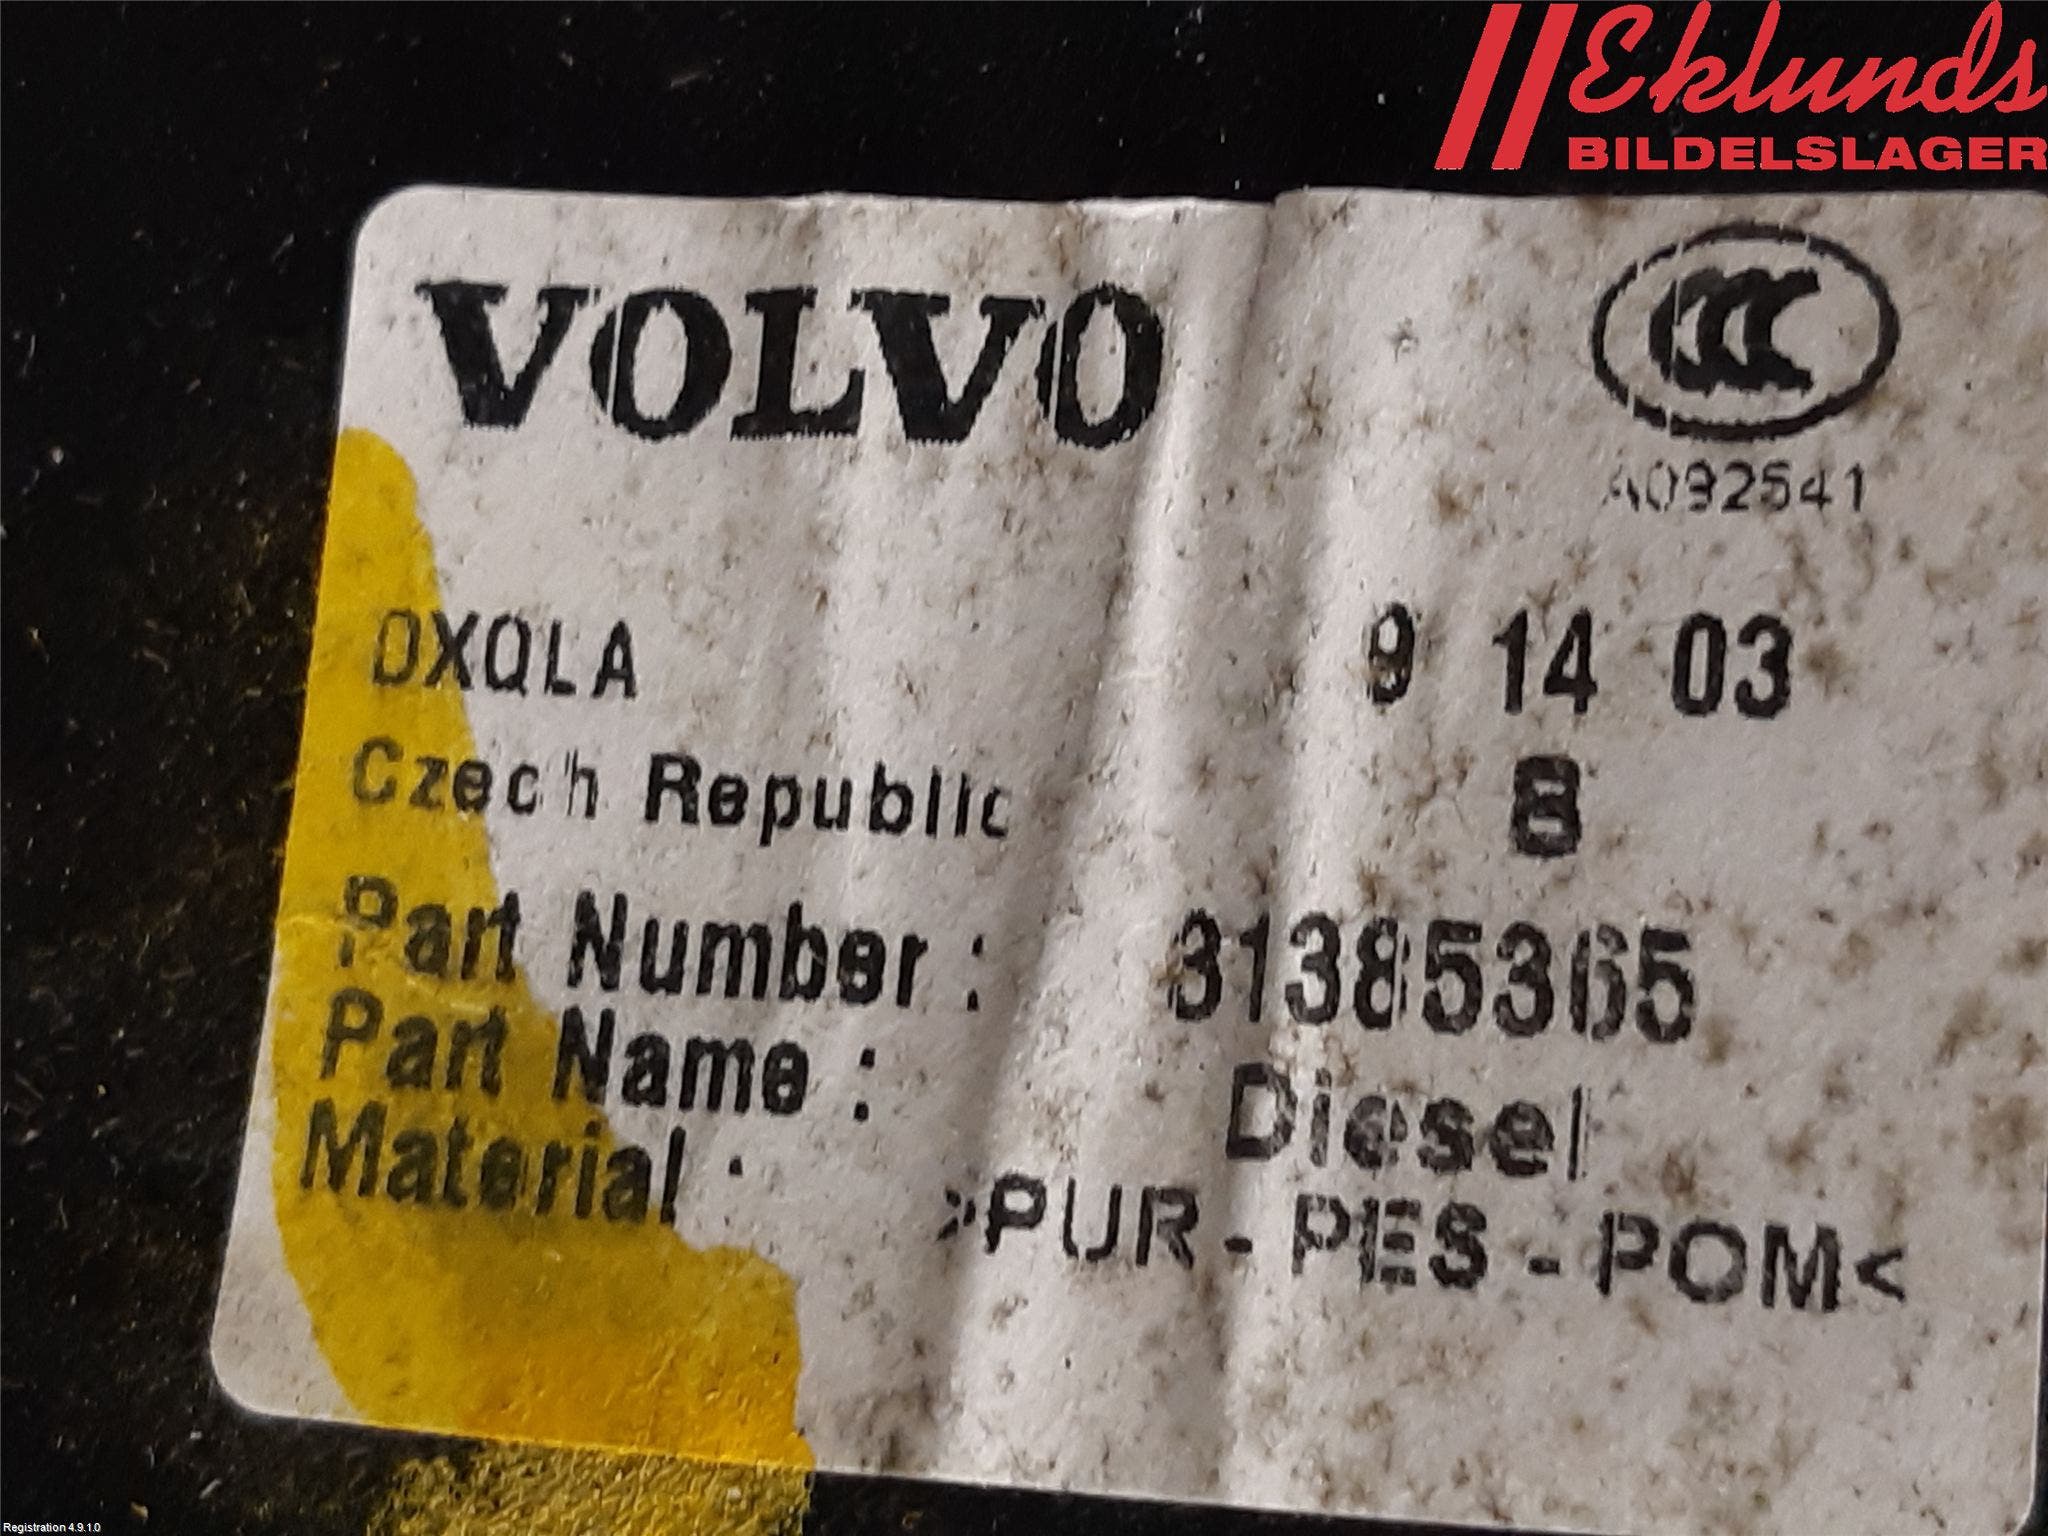 Eklunds
BILDELSLAGER
VOLVO
A092541
DXQLA 9 14 03
Czech Republic 8
Part Number : 31385365
Part Name : Diesel
Material : >PUR - PES - POM<
Registration 4.9.1.0